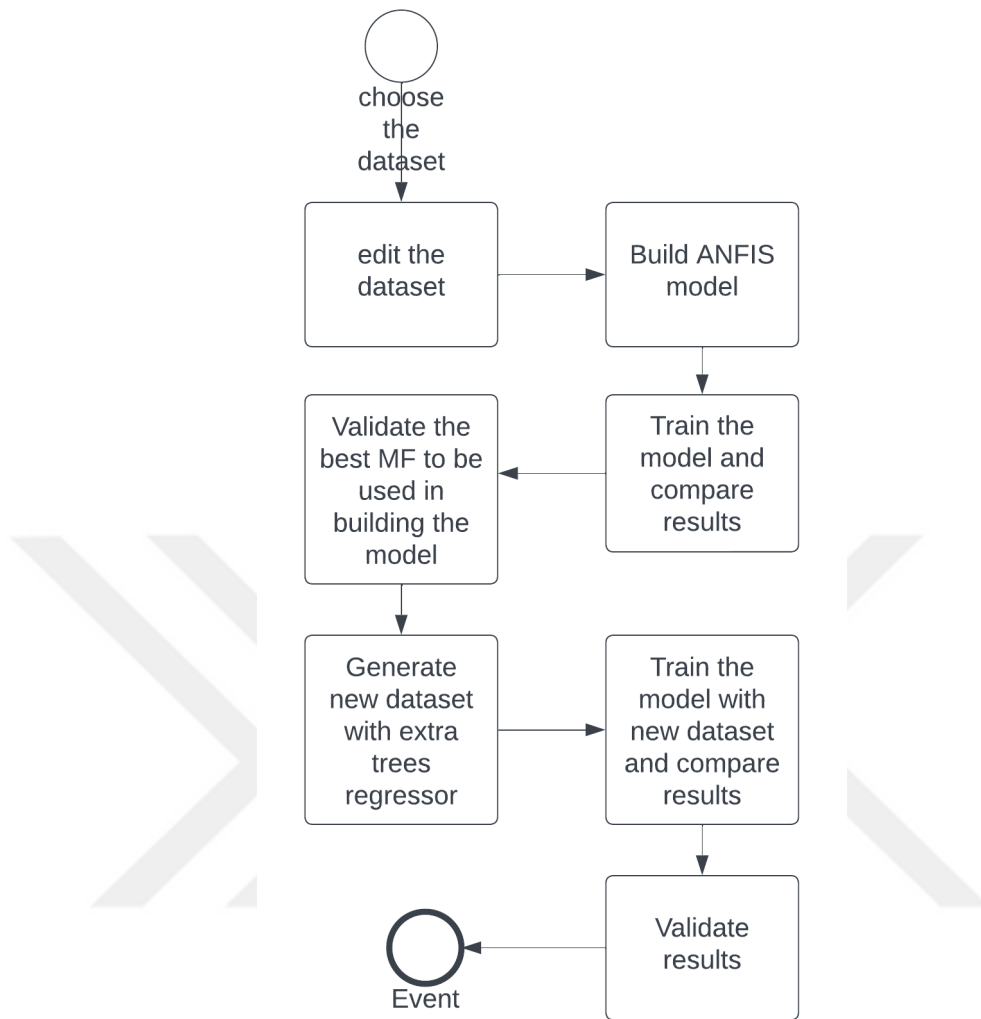 choose
the
dataset
edit the
dataset
Build ANFIS
model
Train the
model and
compare
results
Validate the
best MF to be
used in
building the
model
Generate
new dataset
with extra
trees
regressor
Train the
model with
new dataset
and compare
results
Validate
results
Event